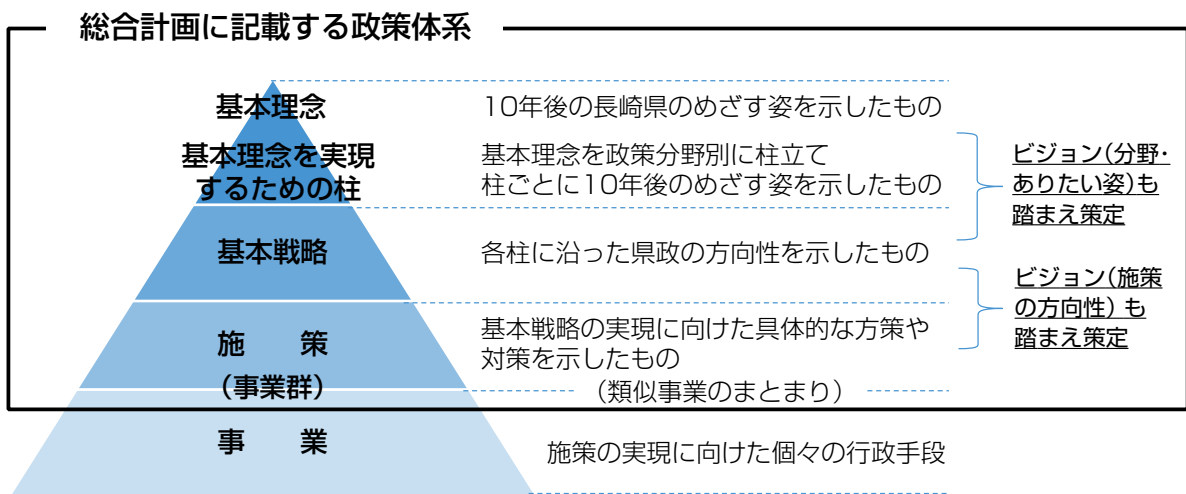 総合計画に記載する政策体系
基本理念
10年後の長崎県のめざす姿を示したもの
基本理念を実現
するための柱
基本理念を政策分野別に柱立て
柱ごとに10年後のめざす姿を示したもの
ビジョン(分野・
ありたい姿)も
踏まえ策定
基本戦略
各柱に沿った県政の方向性を示したもの
ビジョン(施策
の方向性) も
踏まえ策定
施　策
基本戦略の実現に向けた具体的な方策や
対策を示したもの
(事業群)
(類似事業のまとまり)
事　業
施策の実現に向けた個々の行政手段